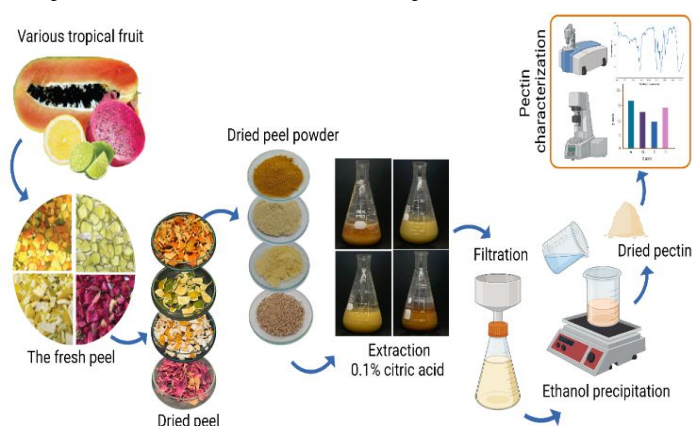 Various tropical fruit
The fresh peel
Dried peel
Dried peel powder
Extraction
0.1% citric acid
Filtration
Ethanol precipitation
Dried pectin
Pectin
characterization